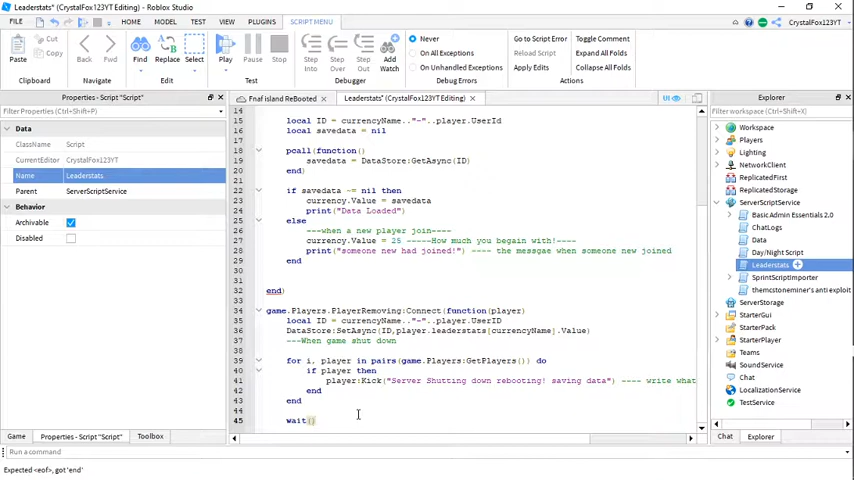 Leaderstats* (CrystalFox123YT Editing) - Roblox Studio
FILE HOME MODEL TEST VIEW PLUGINS SCRIPT MENU CrystalFox123YT
Paste Cut Copy
Back Fwd
Find Replace Select
Play Pause Stop
Step Into Step Over Step Out Add Watch
Never
On All Exceptions
On Unhandled Exceptions
Go to Script Error
Reload Script
Apply Edits
Toggle Comment
Expand All Folds
Collapse All Folds
Clipboard Navigate Edit Test Debugger Debug Errors Actions
Properties - Script "Script"
Filter Properties (Ctrl+Shift+P)
Data
ClassName Script
CurrentEditor CrystalFox123YT
Name Leaderstats
Parent ServerScriptService
Behavior
Archivable
Disabled
Game Properties - Script "Script" Toolbox
Fnaf island ReBooted Leaderstats* (CrystalFox123YT Editing) UI
14
15 local ID = currencyName.."-"..player.UserId
16 local savedata = nil
17
18 pcall(function()
19 savedata = DataStore:GetAsync(ID)
20 end)
21
22 if savedata ~= nil then
23 currency.Value = savedata
24 print("Data Loaded")
25 else
26 ---when a new player join----
27 currency.Value = 25 -----How much you begin with!----
28 print("someone new had joined!") ---- the messgae when someone new joined
29 end
30
31
32 end)
33
34 game.Players.PlayerRemoving:Connect(function(player)
35 local ID = currencyName.."-"..player.UserID
36 DataStore:SetAsync(ID,player.leaderstats[currencyName].Value)
37 ---When game shut down
38
39 for i, player in pairs(game.Players:GetPlayers()) do
40 if player then
41 player:Kick("Server Shutting down rebooting! saving data") ---- write what
42 end
43 end
44
45 wait()
Explorer
Filter workspace (Ctrl+Shift+X)
Workspace
Players
Lighting
NetworkClient
ReplicatedFirst
ReplicatedStorage
ServerScriptService
Basic Admin Essentials 2.0
ChatLogs
Data
Day/Night Script
Leaderstats
SprintScriptImporter
themcstoneminer's anti exploit
ServerStorage
StarterGui
StarterPack
StarterPlayer
Teams
SoundService
Chat
LocalizationService
TestService
Chat Explorer
Run a command
Expected <eof>, got 'end'